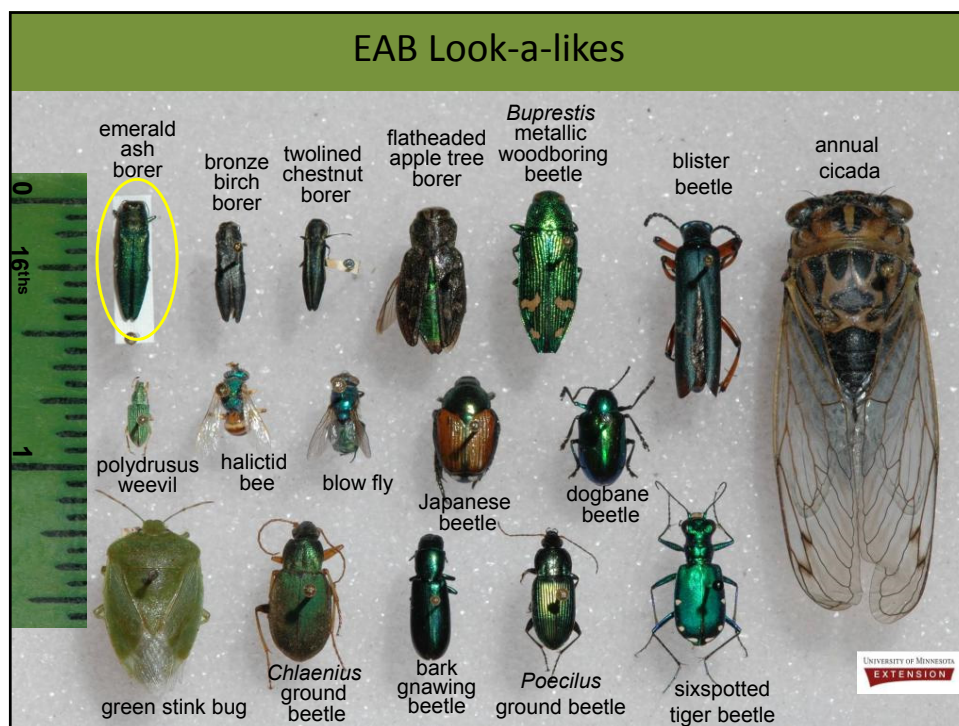 EAB Look-a-likes
emerald
ash
borer
bronze
birch
borer
twolined
chestnut
borer
flatheaded
apple tree
borer
Buprestis
metallic
woodboring
beetle
blister
beetle
annual
cicada
0
16ths
1
polydrusus
weevil
halictid
bee
blow fly
Japanese
beetle
dogbane
beetle
green stink bug
Chlaenius
ground
beetle
bark
gnawing
beetle
Poecilus
ground beetle
sixspotted
tiger beetle
UNIVERSITY OF MINNESOTA
EXTENSION